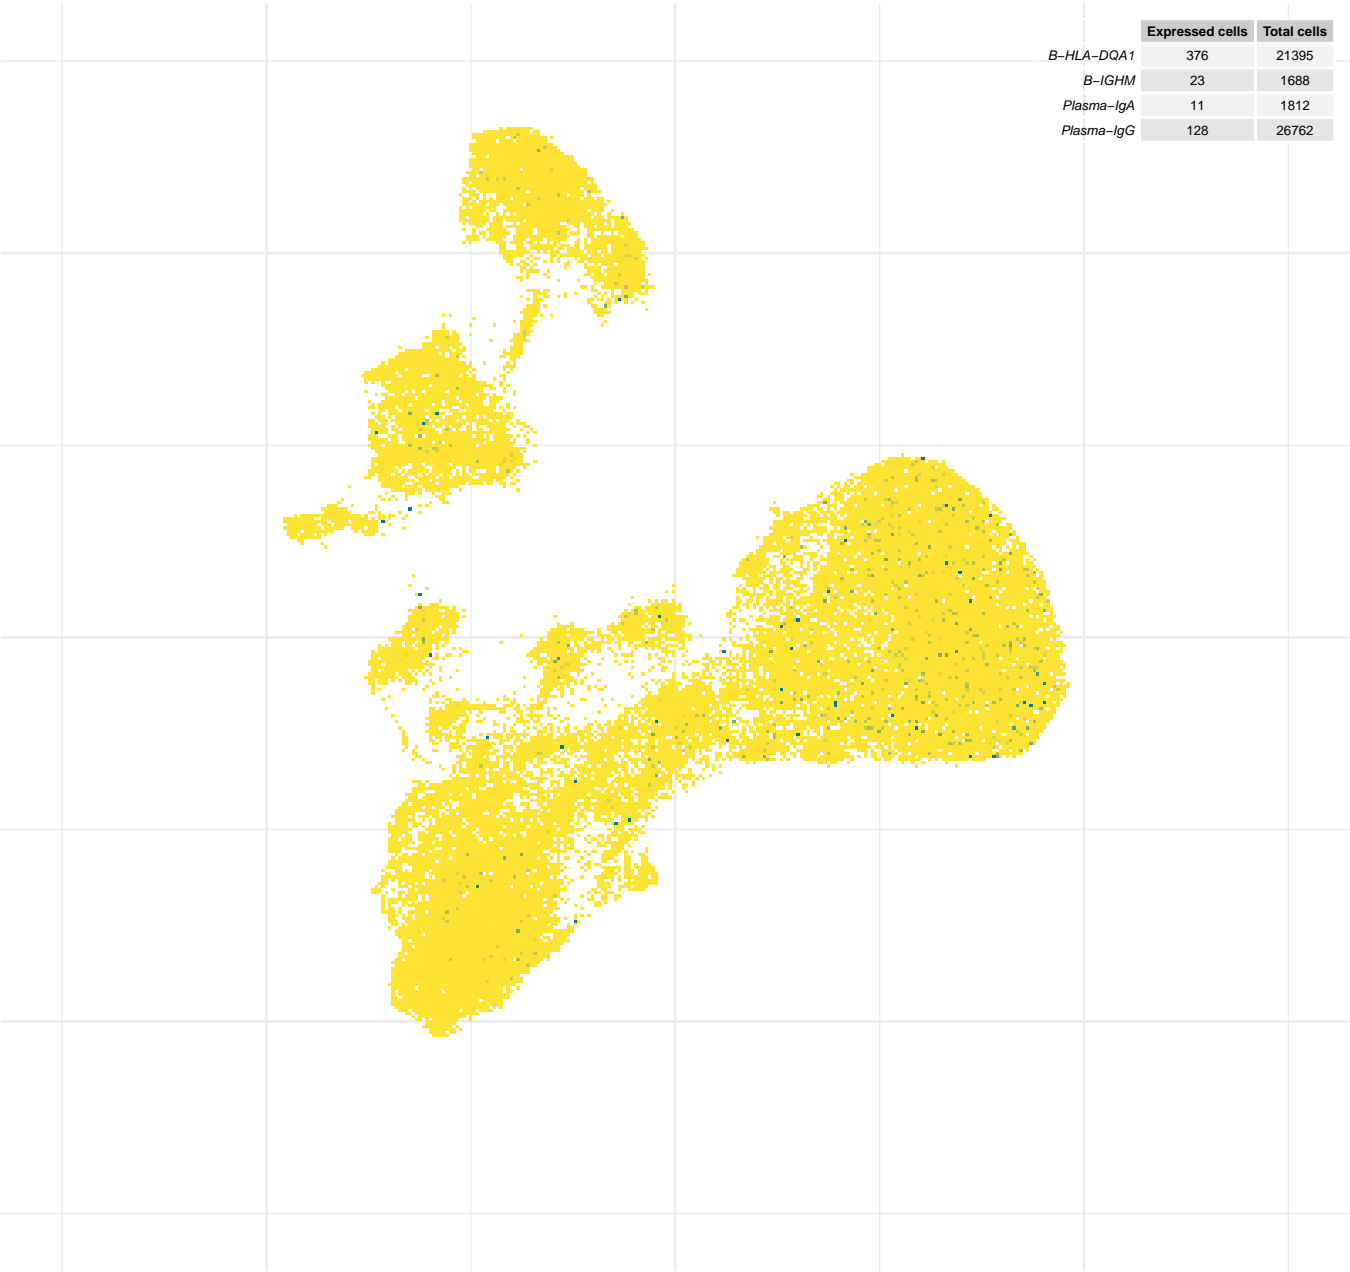 Expressed cells Total cells
B−HLA−DQA1 376 21395
B−IGHM 23 1688
Plasma−IgA 11 1812
Plasma−IgG 128 26762